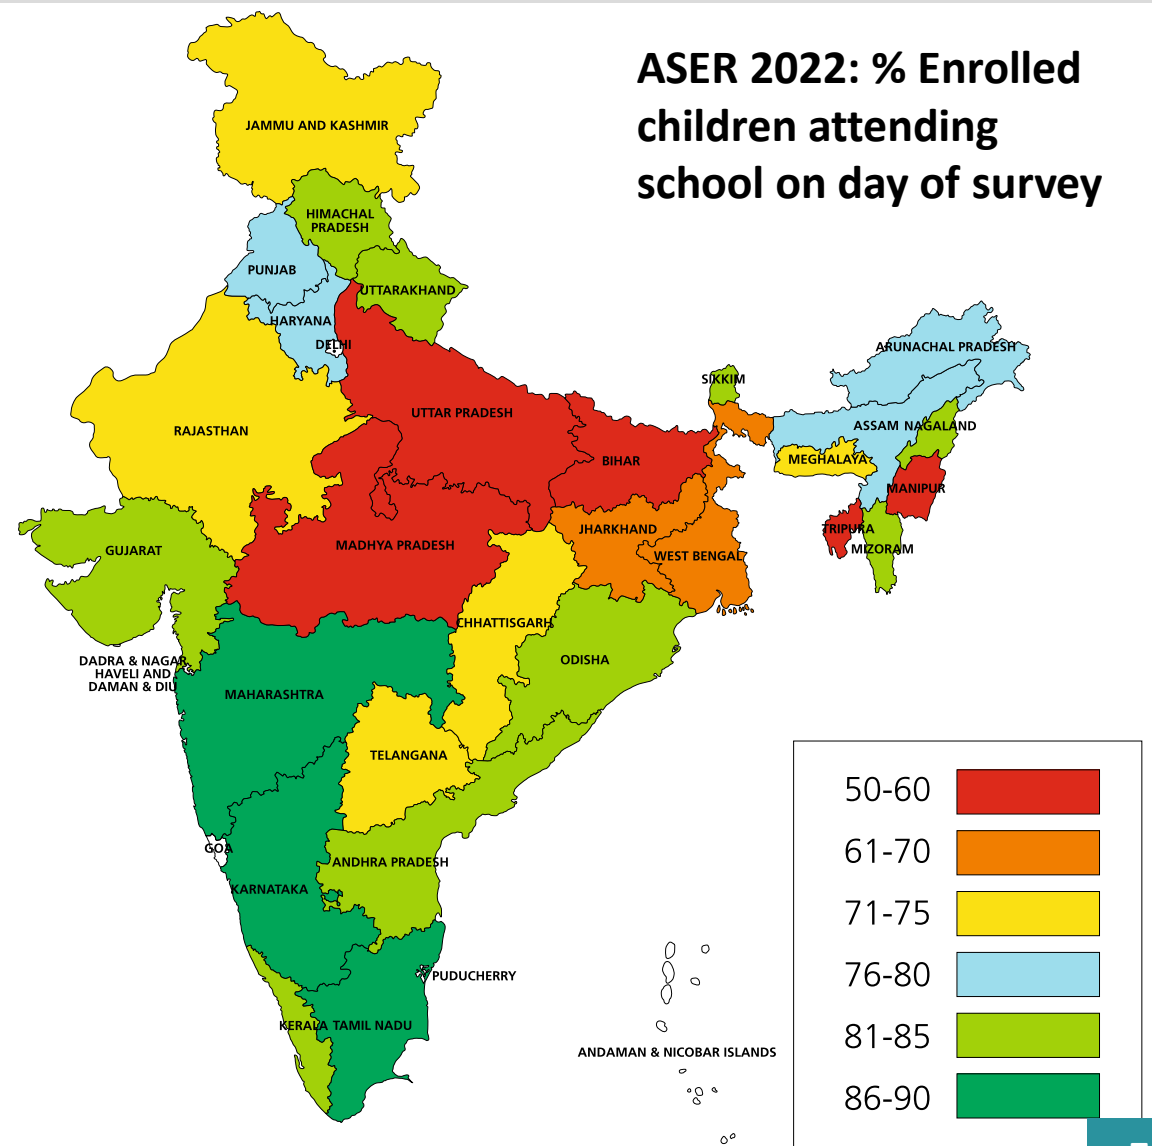 ASER 2022: % Enrolled
children attending
school on day of survey
JAMMU AND KASHMIR
HIMACHAL
PRADESH
PUNJAB
UTTARAKHAND
HARYANA
DELHI
ARUNACHAL PRADESH
SIKKIM
UTTAR PRADESH
RAJASTHAN
ASSAM
NAGALAND
BIHAR
MEGHALAYA
MANIPUR
JHARKHAND
TRIPURA
MADHYA PRADESH
GUJARAT
WEST BENGAL
MIZORAM
CHHATTISGARH
ODISHA
DADRA & NAGAR
HAVELI AND
DAMAN & DIU
MAHARASHTRA
TELANGANA
GOA
ANDHRA PRADESH
KARNATAKA
PUDUCHERRY
KERALA
TAMIL NADU
ANDAMAN & NICOBAR ISLANDS
50-60
61-70
71-75
76-80
81-85
86-90